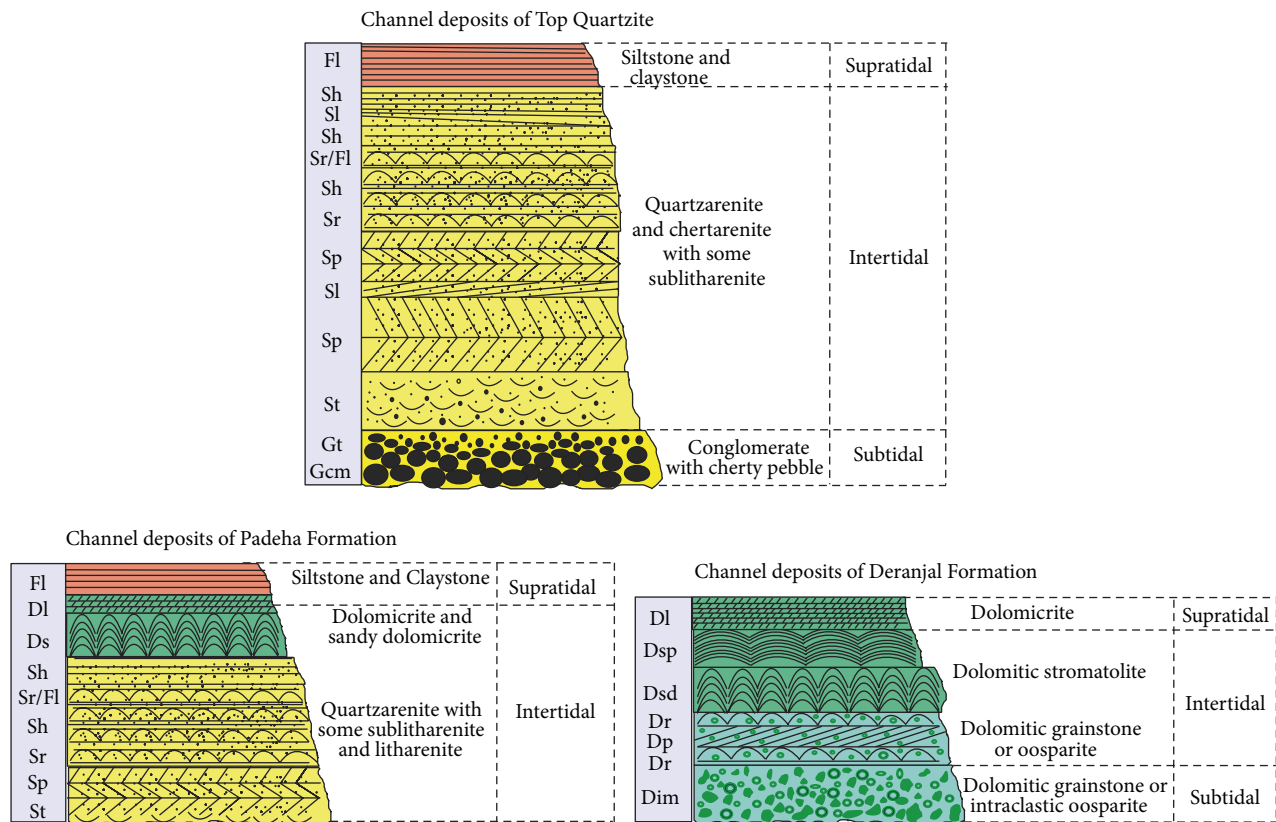 Channel deposits of Top Quartzite
Fl
Sh
Sl
Sh
Sr/Fl
Sh
Sr
Sp
Sl
Sp
St
Gt
Gcm
Siltstone and
claystone
Supratidal
Quartzarenite
and chertarenite
with some
sublitharenite
Intertidal
Conglomerate
with cherty pebble
Subtidal
Channel deposits of Padeha Formation
Fl
Dl
Ds
Sh
Sr/Fl
Sh
Sr
Sp
St
Siltstone and Claystone
Supratidal
Dolomicrite and
sandy dolomicrite
Quartzarenite with
some sublitharenite
and litharenite
Intertidal
Channel deposits of Deranjal Formation
Dl
Dsp
Dsd
Dr
Dp
Dr
Dim
Dolomicrite
Supratidal
Dolomitic stromatolite
Intertidal
Dolomitic grainstone
or oosparite
Dolomitic grainstone or
intraclastic oosparite
Subtidal